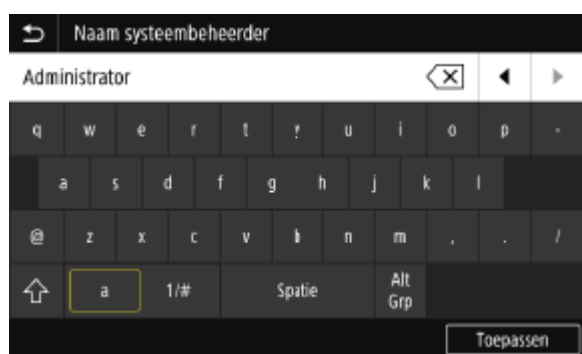 Naam systeembeheerder
Administrator
q w e r t y u i o p -
a s d f g h j k l
@ z x c v b n m , . /
a 1/# Spatie Alt Grp
Toepassen